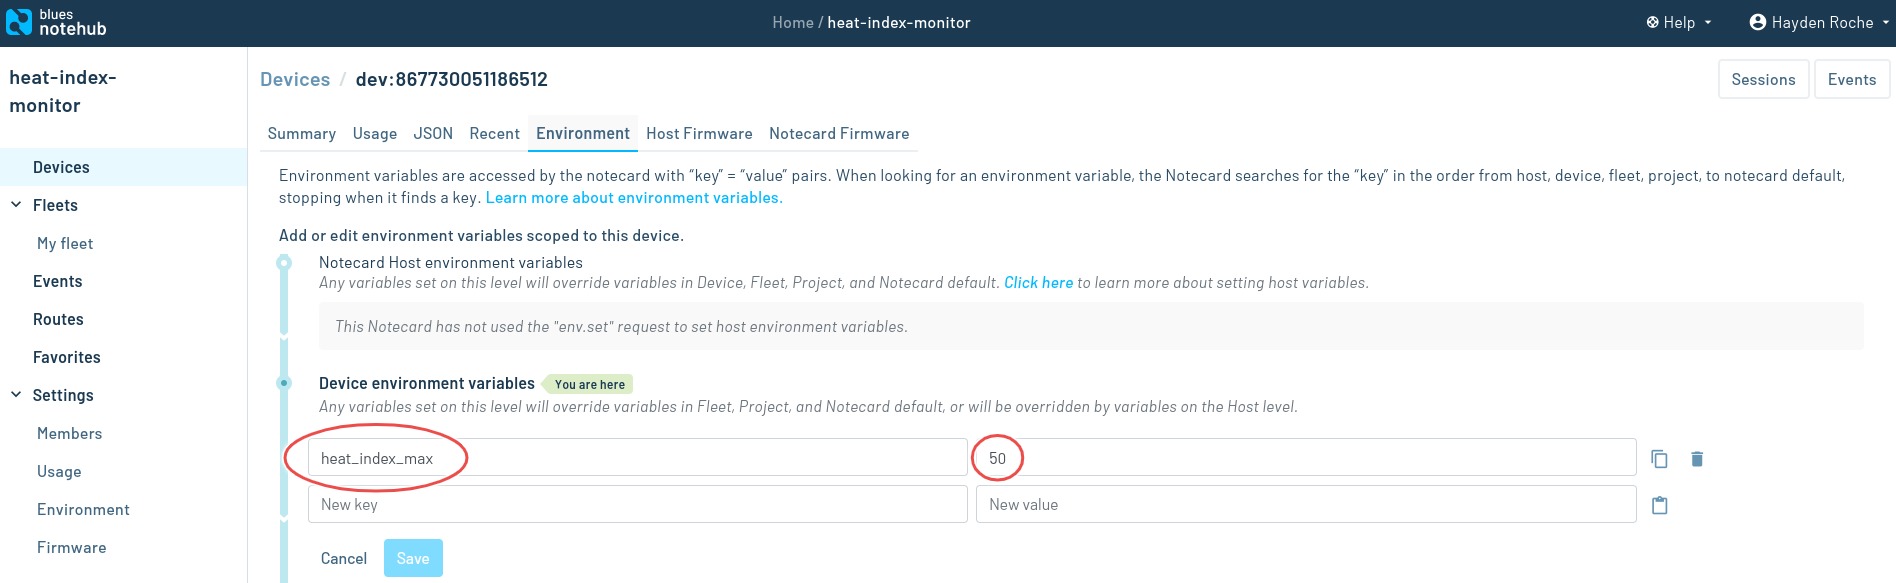 blues
notehub
Home / heat-index-monitor
Help
Hayden Roche
heat-index-
monitor
Devices
Fleets
My fleet
Events
Routes
Favorites
Settings
Members
Usage
Environment
Firmware
Devices / dev:867730051186512
Sessions
Events
Summary Usage JSON Recent Environment Host Firmware Notecard Firmware
Environment variables are accessed by the notecard with “key” = “value” pairs. When looking for an environment variable, the Notecard searches for the “key” in the order from host, device, fleet, project, to notecard default,
stopping when it finds a key. Learn more about environment variables.
Add or edit environment variables scoped to this device.
Notecard Host environment variables
Any variables set on this level will override variables in Device, Fleet, Project, and Notecard default. Click here to learn more about setting host variables.
This Notecard has not used the "env.set" request to set host environment variables.
Device environment variables You are here
Any variables set on this level will override variables in Fleet, Project, and Notecard default, or will be overridden by variables on the Host level.
heat_index_max 50
New key New value
Cancel Save